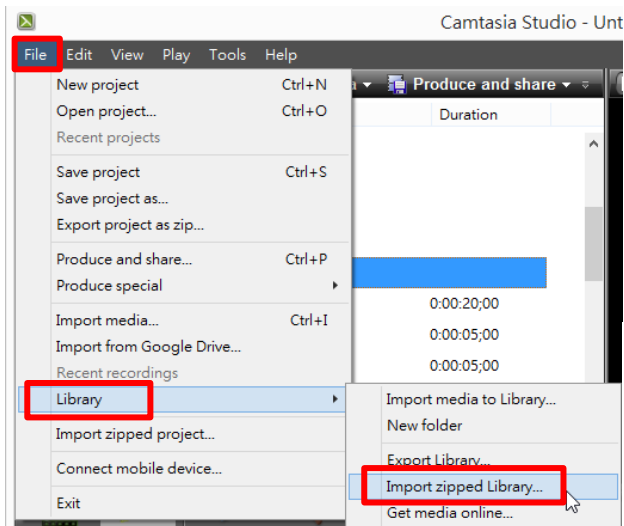 Camtasia Studio - Unt
File Edit View Play Tools Help
New project Ctrl+N
Open project... Ctrl+O
Recent projects
Save project Ctrl+S
Save project as...
Export project as zip...
Produce and share... Ctrl+P
Produce special
Import media... Ctrl+I
Import from Google Drive...
Recent recordings
Library
Import zipped project...
Connect mobile device...
Exit
Produce and share
Duration
0:00:20;00
0:00:05;00
0:00:05;00
Import media to Library...
New folder
Export Library...
Import zipped Library...
Get media online...